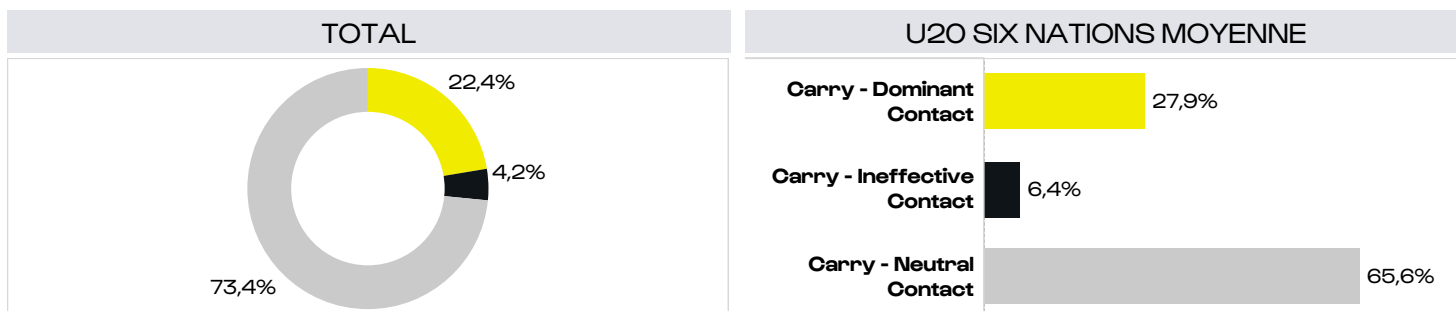 TOTAL
22,4%
4,2%
73,4%
U20 SIX NATIONS MOYENNE
Carry - Dominant
Contact
27,9%
Carry - Ineffective
Contact
6,4%
Carry - Neutral
Contact
65,6%